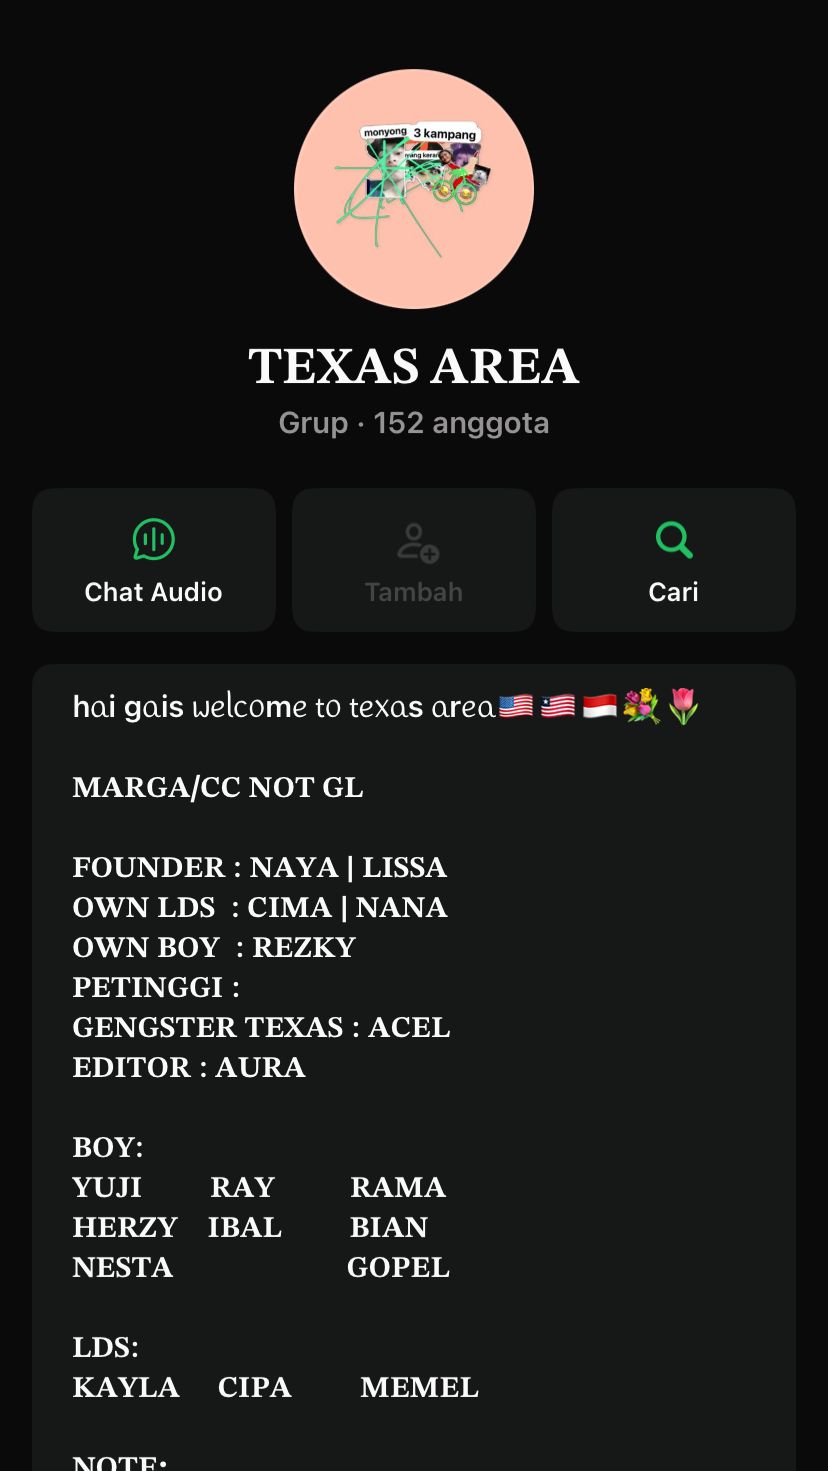 monyong
3 kampang
TEXAS AREA
Grup · 152 anggota
Chat Audio
Tambah
Cari
hai gais welcome to texas area🇺🇸🇱🇷🇮🇩💐🌷
MARGA/CC NOT GL
FOUNDER : NAYA | LISSA
OWN LDS : CIMA | NANA
OWN BOY : REZKY
PETINGGI :
GENGSTER TEXAS : ACEL
EDITOR : AURA
BOY:
YUJI RAY RAMA
HERZY IBAL BIAN
NESTA GOPEL
LDS:
KAYLA CIPA MEMEL
NOTE: